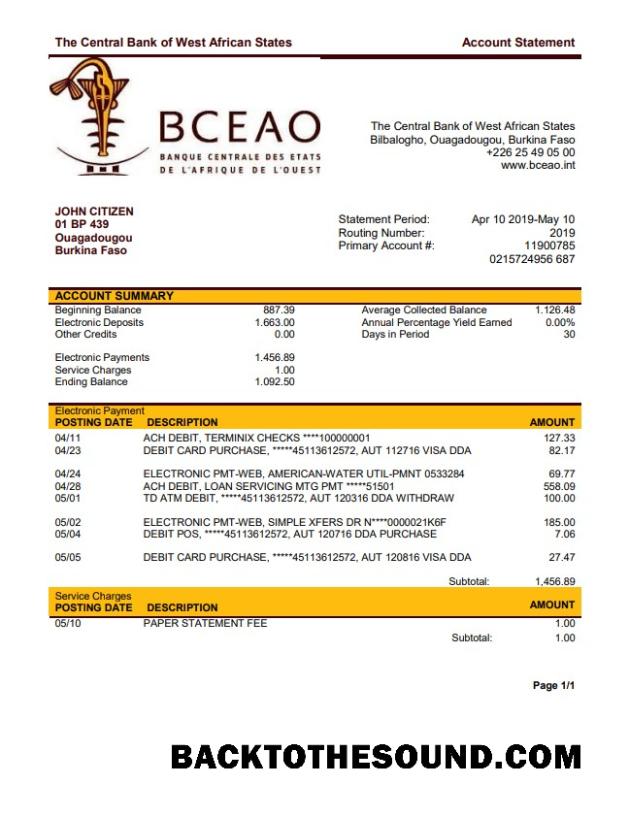 The Central Bank of West African States Account Statement
BCEAO
BANQUE CENTRALE DES ETATS
DE L'AFRIQUE DE L'OUEST
The Central Bank of West African States
Bilbalogho, Ouagadougou, Burkina Faso
+226 25 49 05 00
www.bceao.int
JOHN CITIZEN
01 BP 439
Ouagadougou
Burkina Faso
Statement Period: Apr 10 2019-May 10
Routing Number: 2019
Primary Account #: 11900785
0215724956 687
ACCOUNT SUMMARY
Beginning Balance 887.39 Average Collected Balance 1.126.48
Electronic Deposits 1.663.00 Annual Percentage Yield Earned 0.00%
Other Credits 0.00 Days in Period 30
Electronic Payments 1.456.89
Service Charges 1.00
Ending Balance 1.092.50
Electronic Payment
POSTING DATE DESCRIPTION AMOUNT
04/11 ACH DEBIT, TERMINIX CHECKS ****100000001 127.33
04/23 DEBIT CARD PURCHASE, *****45113612572, AUT 112716 VISA DDA 82.17
04/24 ELECTRONIC PMT-WEB, AMERICAN-WATER UTIL-PMNT 0533284 69.77
04/28 ACH DEBIT, LOAN SERVICING MTG PMT *****51501 558.09
05/01 TD ATM DEBIT, *****45113612572, AUT 120316 DDA WITHDRAW 100.00
05/02 ELECTRONIC PMT-WEB, SIMPLE XFERS DR N****0000021K6F 185.00
05/04 DEBIT POS, *****45113612572, AUT 120716 DDA PURCHASE 7.06
05/05 DEBIT CARD PURCHASE, *****45113612572, AUT 120816 VISA DDA 27.47
Subtotal: 1,456.89
Service Charges
POSTING DATE DESCRIPTION AMOUNT
05/10 PAPER STATEMENT FEE 1.00
Subtotal: 1.00
Page 1/1
BACKTOTHESOUND.COM